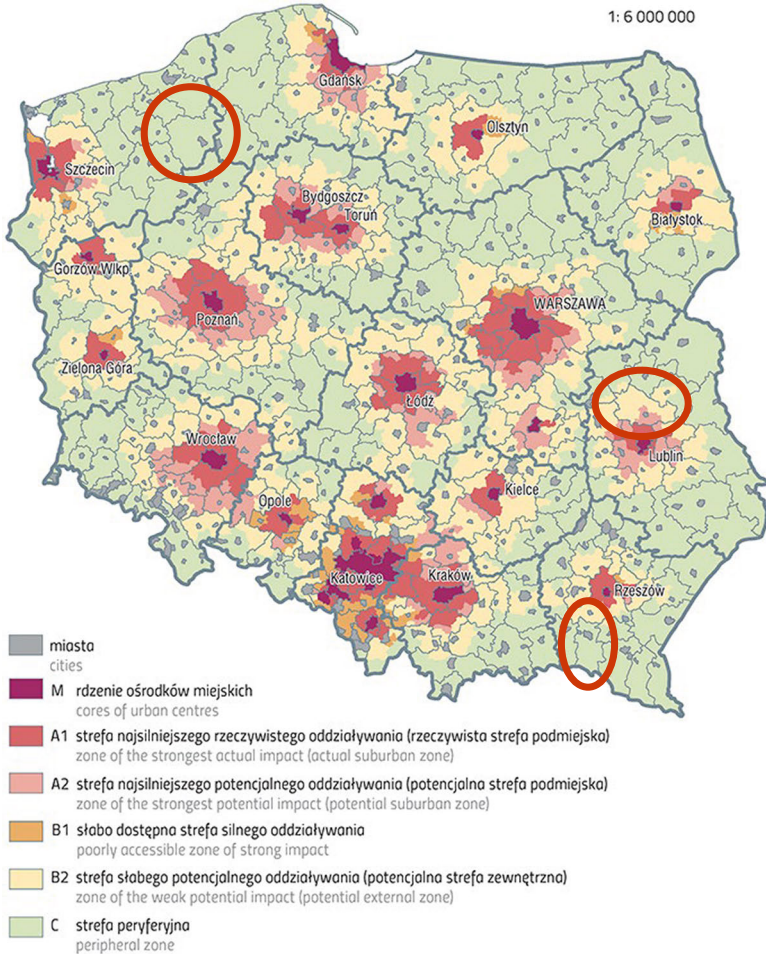 1: 6 000 000
Gdańsk
Olsztyn
Szczecin
Bydgoszcz
Toruń
Białystok
Gorzów Wlkp.
Poznań
WARSZAWA
Zielona Góra
Łódź
Wrocław
Lublin
Opole
Kielce
Katowice
Kraków
Rzeszów
miasta
cities
M rdzenie ośrodków miejskich
cores of urban centres
A1 strefa najsilniejszego rzeczywistego oddziaływania (rzeczywista strefa podmiejska)
zone of the strongest actual impact (actual suburban zone)
A2 strefa najsilniejszego potencjalnego oddziaływania (potencjalna strefa podmiejska)
zone of the strongest potential impact (potential suburban zone)
B1 słabo dostępna strefa silnego oddziaływania
poorly accessible zone of strong impact
B2 strefa słabego potencjalnego oddziaływania (potencjalna strefa zewnętrzna)
zone of the weak potential impact (potential external zone)
C strefa peryferyjna
peripheral zone